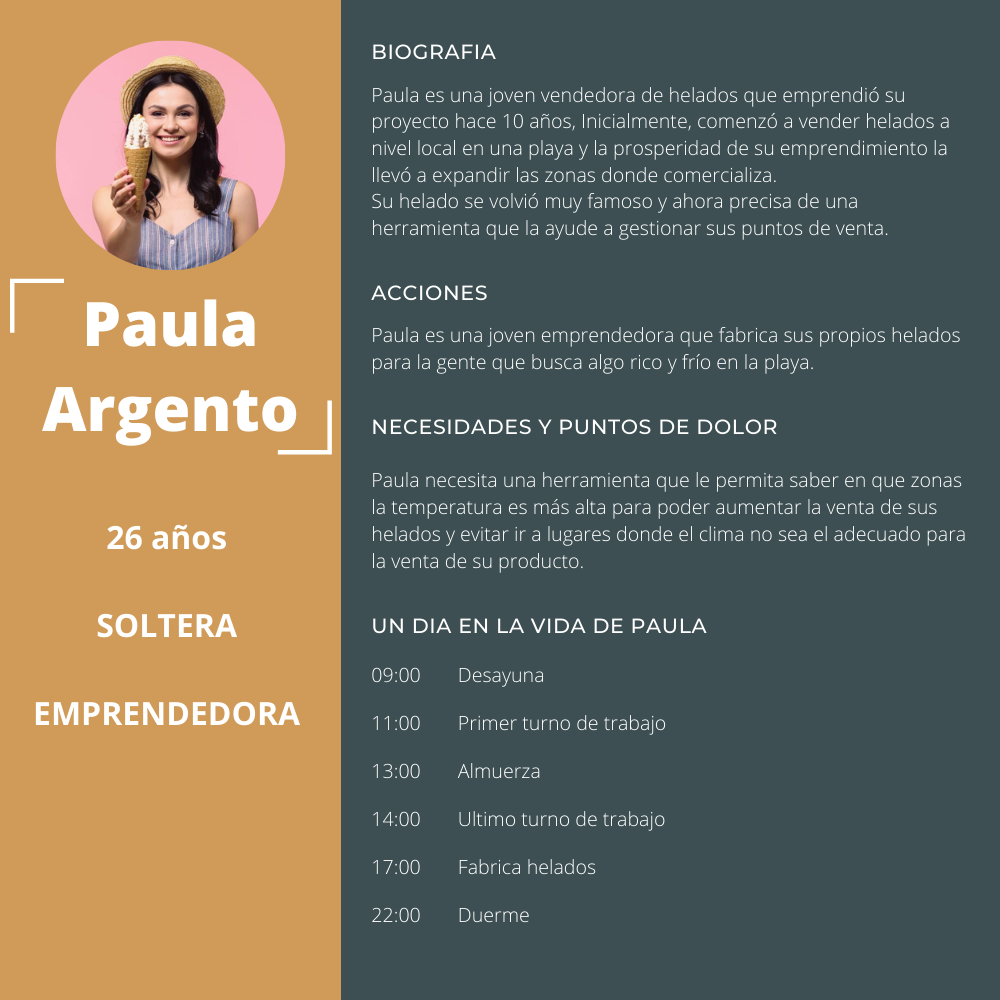 Paula
Argento
26 años
SOLTERA
EMPRENDEDORA
BIOGRAFIA
Paula es una joven vendedora de helados que emprendió su
proyecto hace 10 años, Inicialmente, comenzó a vender helados a
nivel local en una playa y la prosperidad de su emprendimiento la
llevó a expandir las zonas donde comercializa.
Su helado se volvió muy famoso y ahora precisa de una
herramienta que la ayude a gestionar sus puntos de venta.
ACCIONES
Paula es una joven emprendedora que fabrica sus propios helados
para la gente que busca algo rico y frío en la playa.
NECESIDADES Y PUNTOS DE DOLOR
Paula necesita una herramienta que le permita saber en que zonas
la temperatura es más alta para poder aumentar la venta de sus
helados y evitar ir a lugares donde el clima no sea el adecuado para
la venta de su producto.
UN DIA EN LA VIDA DE PAULA
09:00 Desayuna
11:00 Primer turno de trabajo
13:00 Almuerza
14:00 Ultimo turno de trabajo
17:00 Fabrica helados
22:00 Duerme